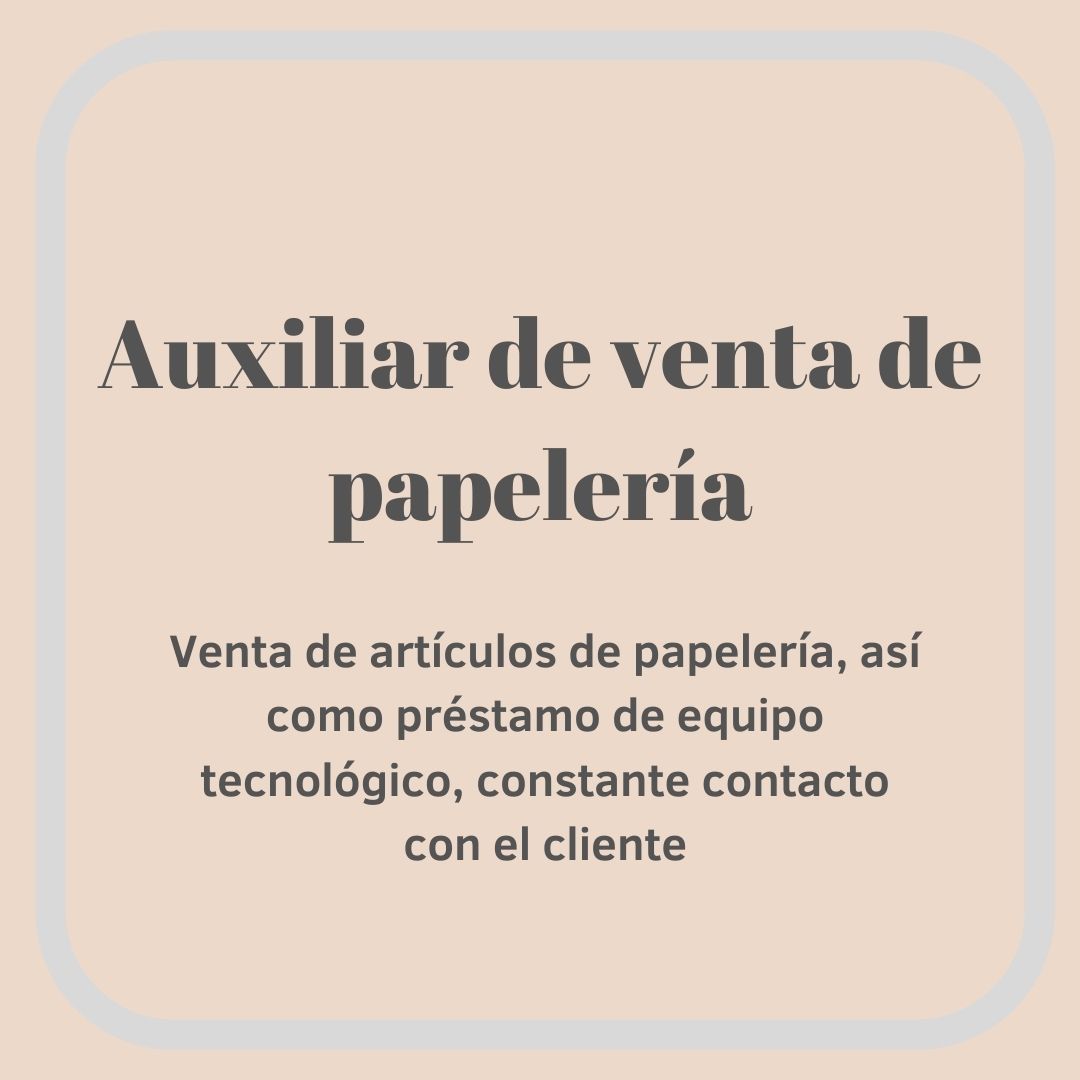 Auxiliar de venta de
papelería
Venta de artículos de papelería, así
como préstamo de equipo
tecnológico, constante contacto
con el cliente